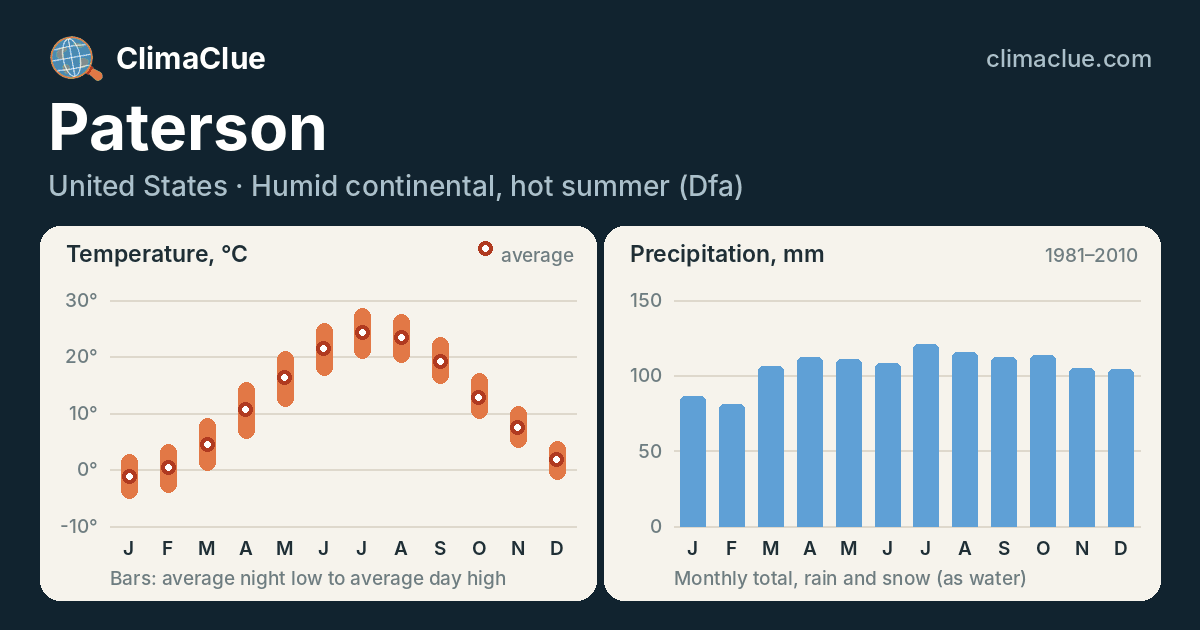 ClimaClue
climaclue.com
Paterson
United States · Humid continental, hot summer (Dfa)
Temperature, °C
average
30°
20°
10°
0°
-10°
J F M A M J J A S O N D
Bars: average night low to average day high
Precipitation, mm
1981–2010
150
100
50
0
J F M A M J J A S O N D
Monthly total, rain and snow (as water)